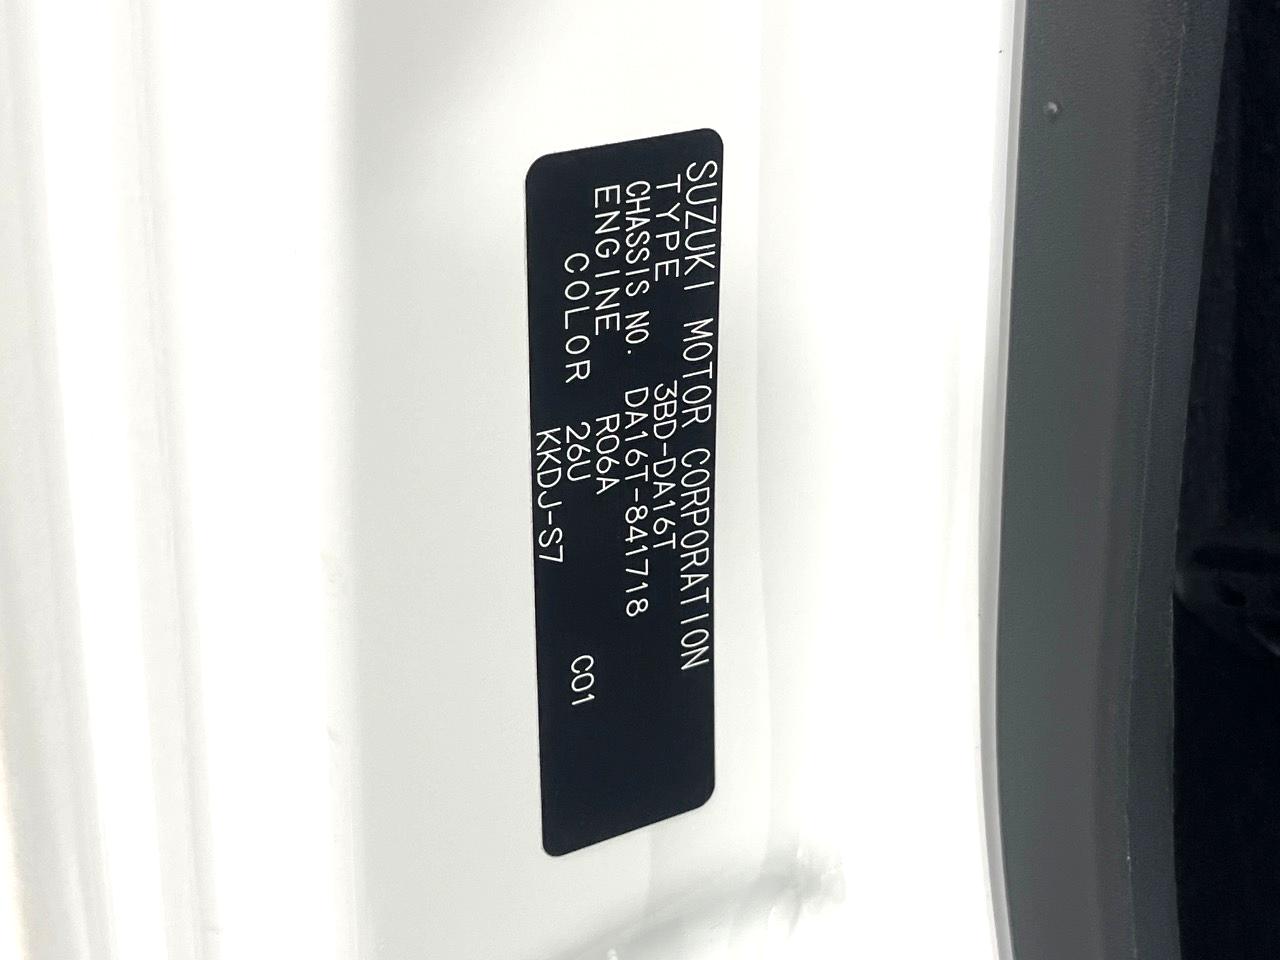 SUZUKI MOTOR CORPORATION
TYPE 3BD-DA16T
CHASSIS NO. DA16T-841718
ENGINE R06A
COLOR 26U C01
KKDJ-S7